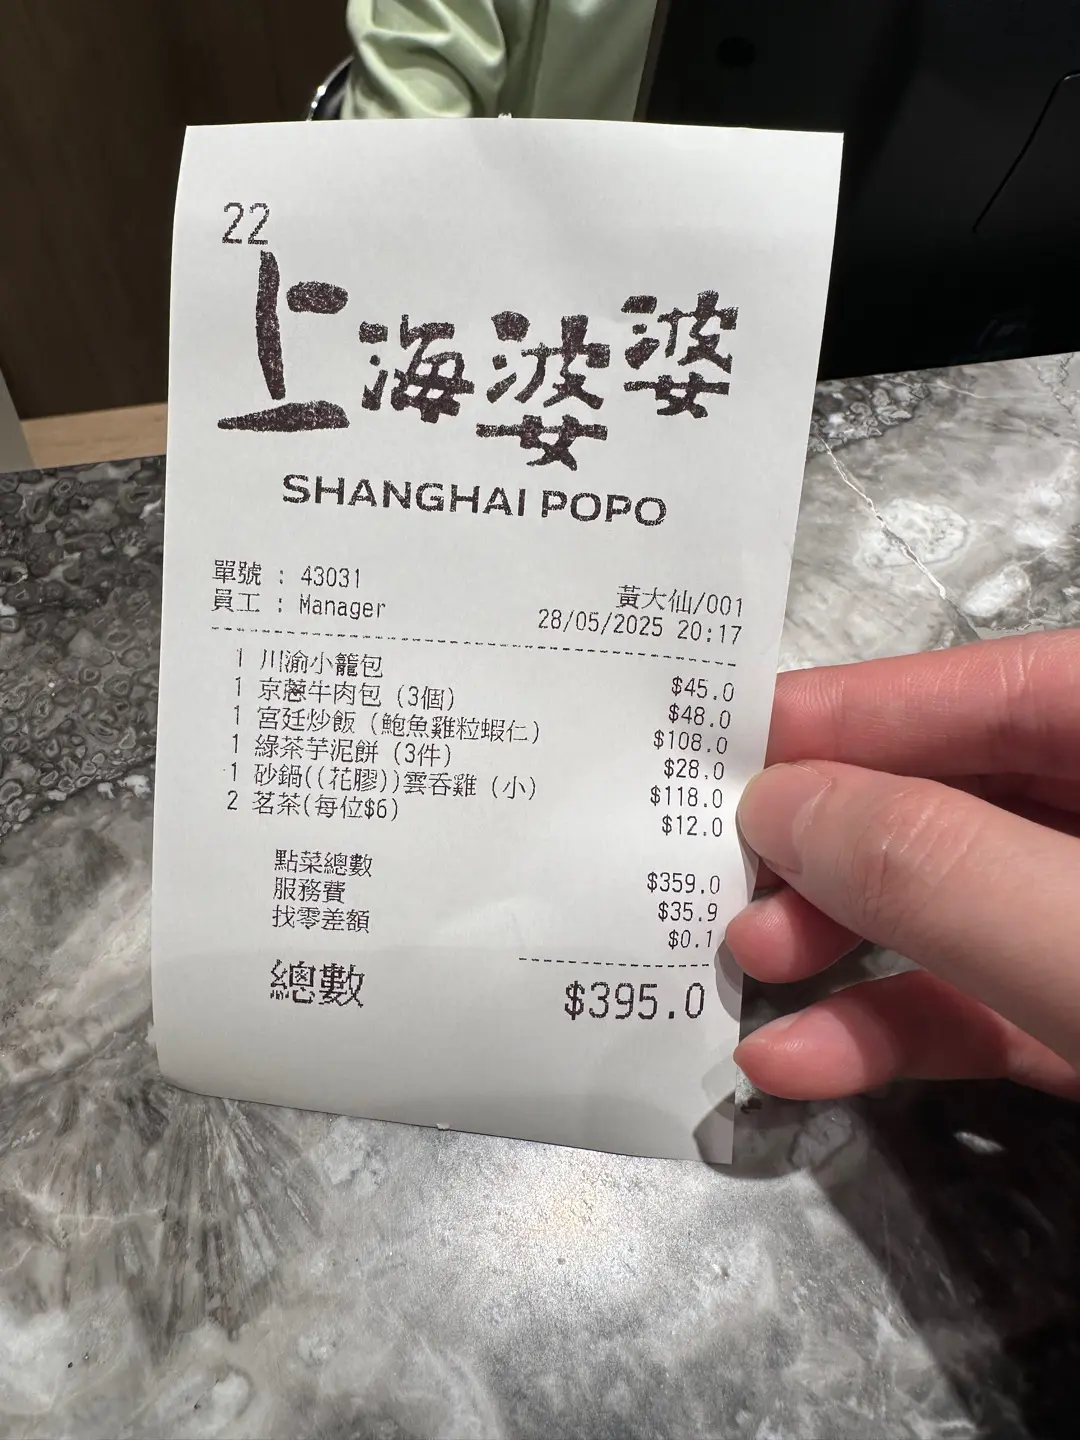 22
上海婆婆
SHANGHAI POPO
單號 : 43031
員工 : Manager
黃大仙/001
28/05/2025 20:17
1 川渝小籠包 $45.0
1 京蔥牛肉包 (3個) $48.0
1 宮廷炒飯 (鮑魚雞粒蝦仁) $108.0
1 綠茶芋泥餅 (3件) $28.0
1 砂鍋((花膠))雲吞雞 (小) $118.0
2 茗茶(每位$6) $12.0
點菜總數 $359.0
服務費 $35.9
找零差額 $0.1
總數 $395.0